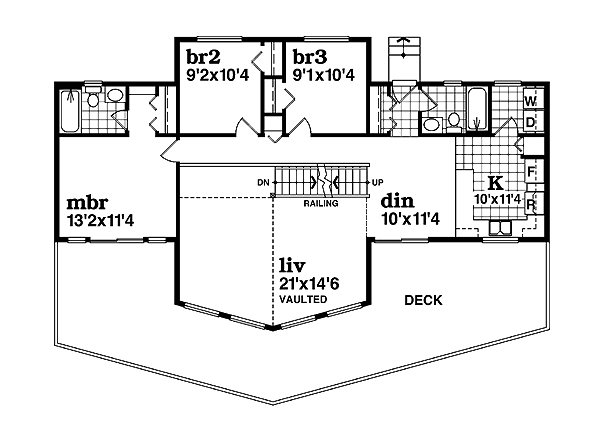 br2
9'2x10'4
br3
9'1x10'4
W
D
mbr
13'2x11'4
DN
UP
RAILING
din
10'x11'4
K
10'x11'4
F
R
liv
21'x14'6
VAULTED
DECK